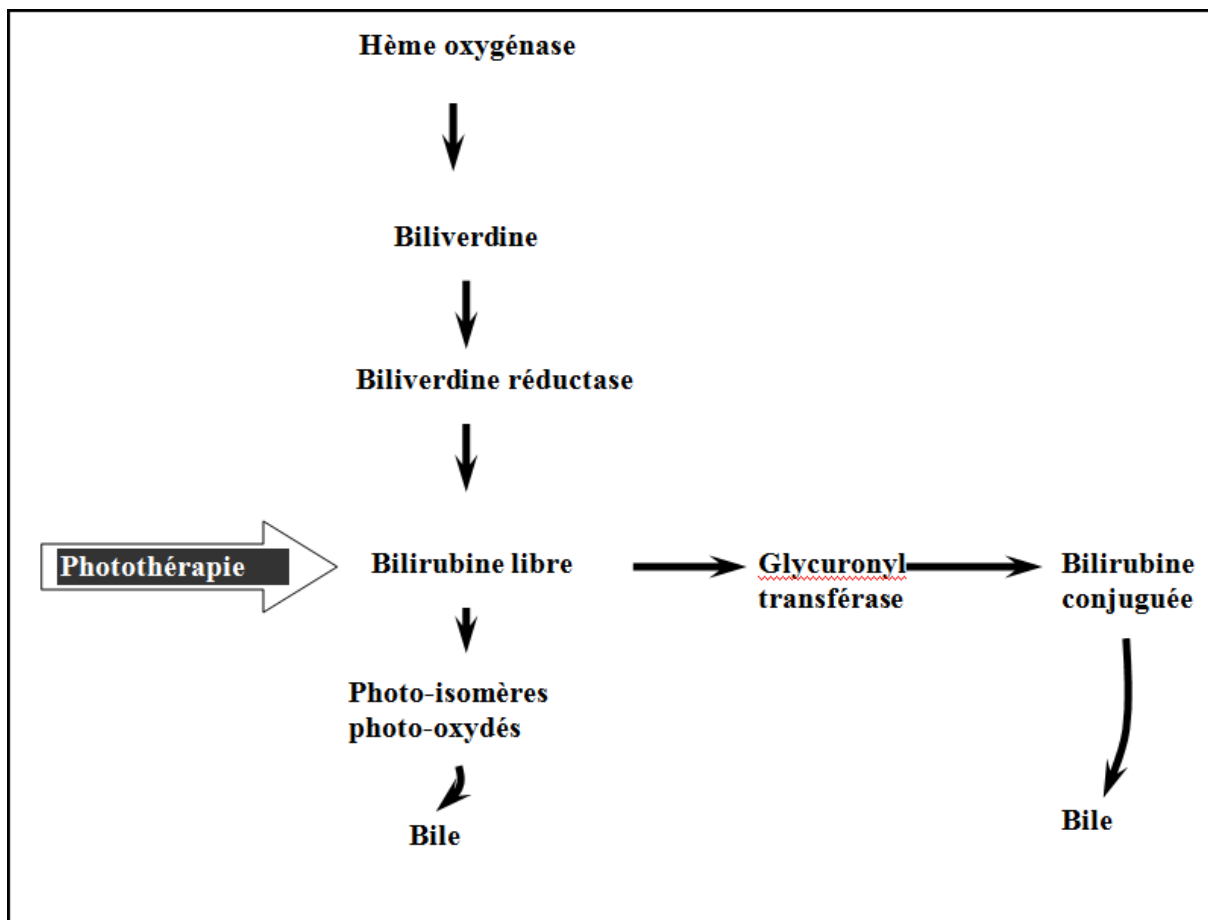 Hème oxygénase
Biliverdine
Biliverdine réductase
Photothérapie
Bilirubine libre
Glycuronyl
transférase
Bilirubine
conjuguée
Photo-isomères
photo-oxydés
Bile
Bile